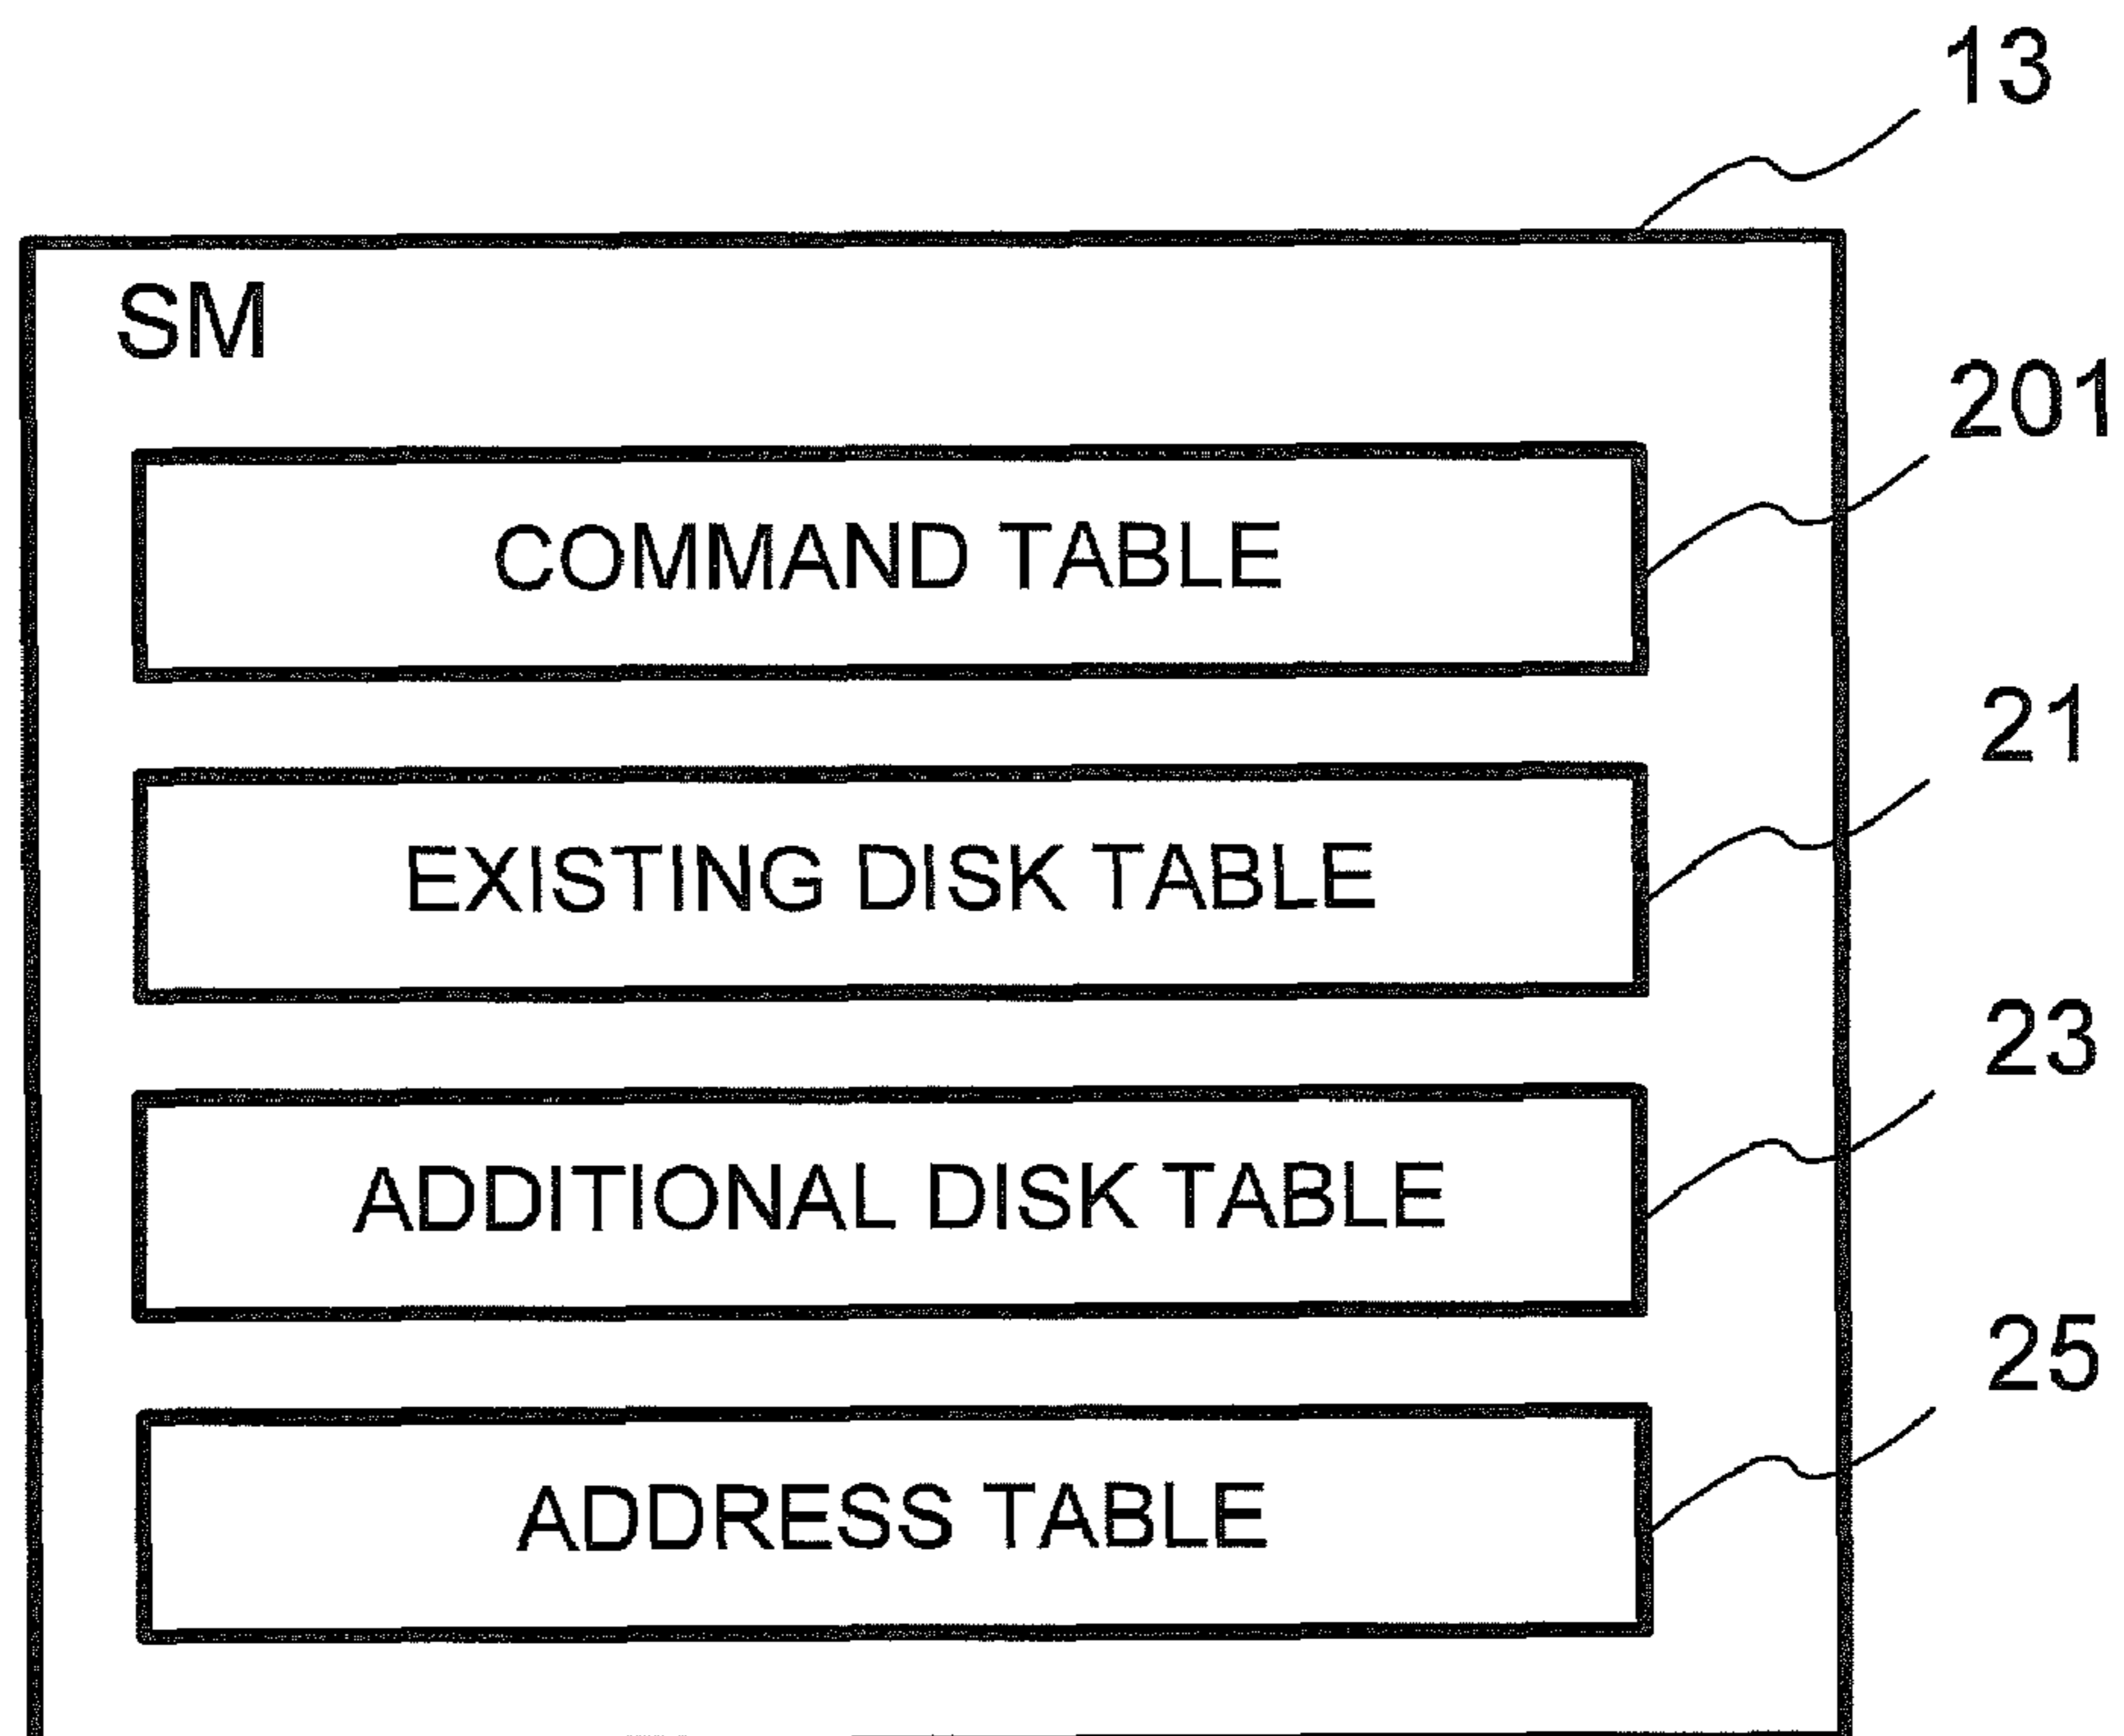 13
SM
201
COMMAND TABLE
21
EXISTING DISK TABLE
23
ADDITIONAL DISK TABLE
25
ADDRESS TABLE